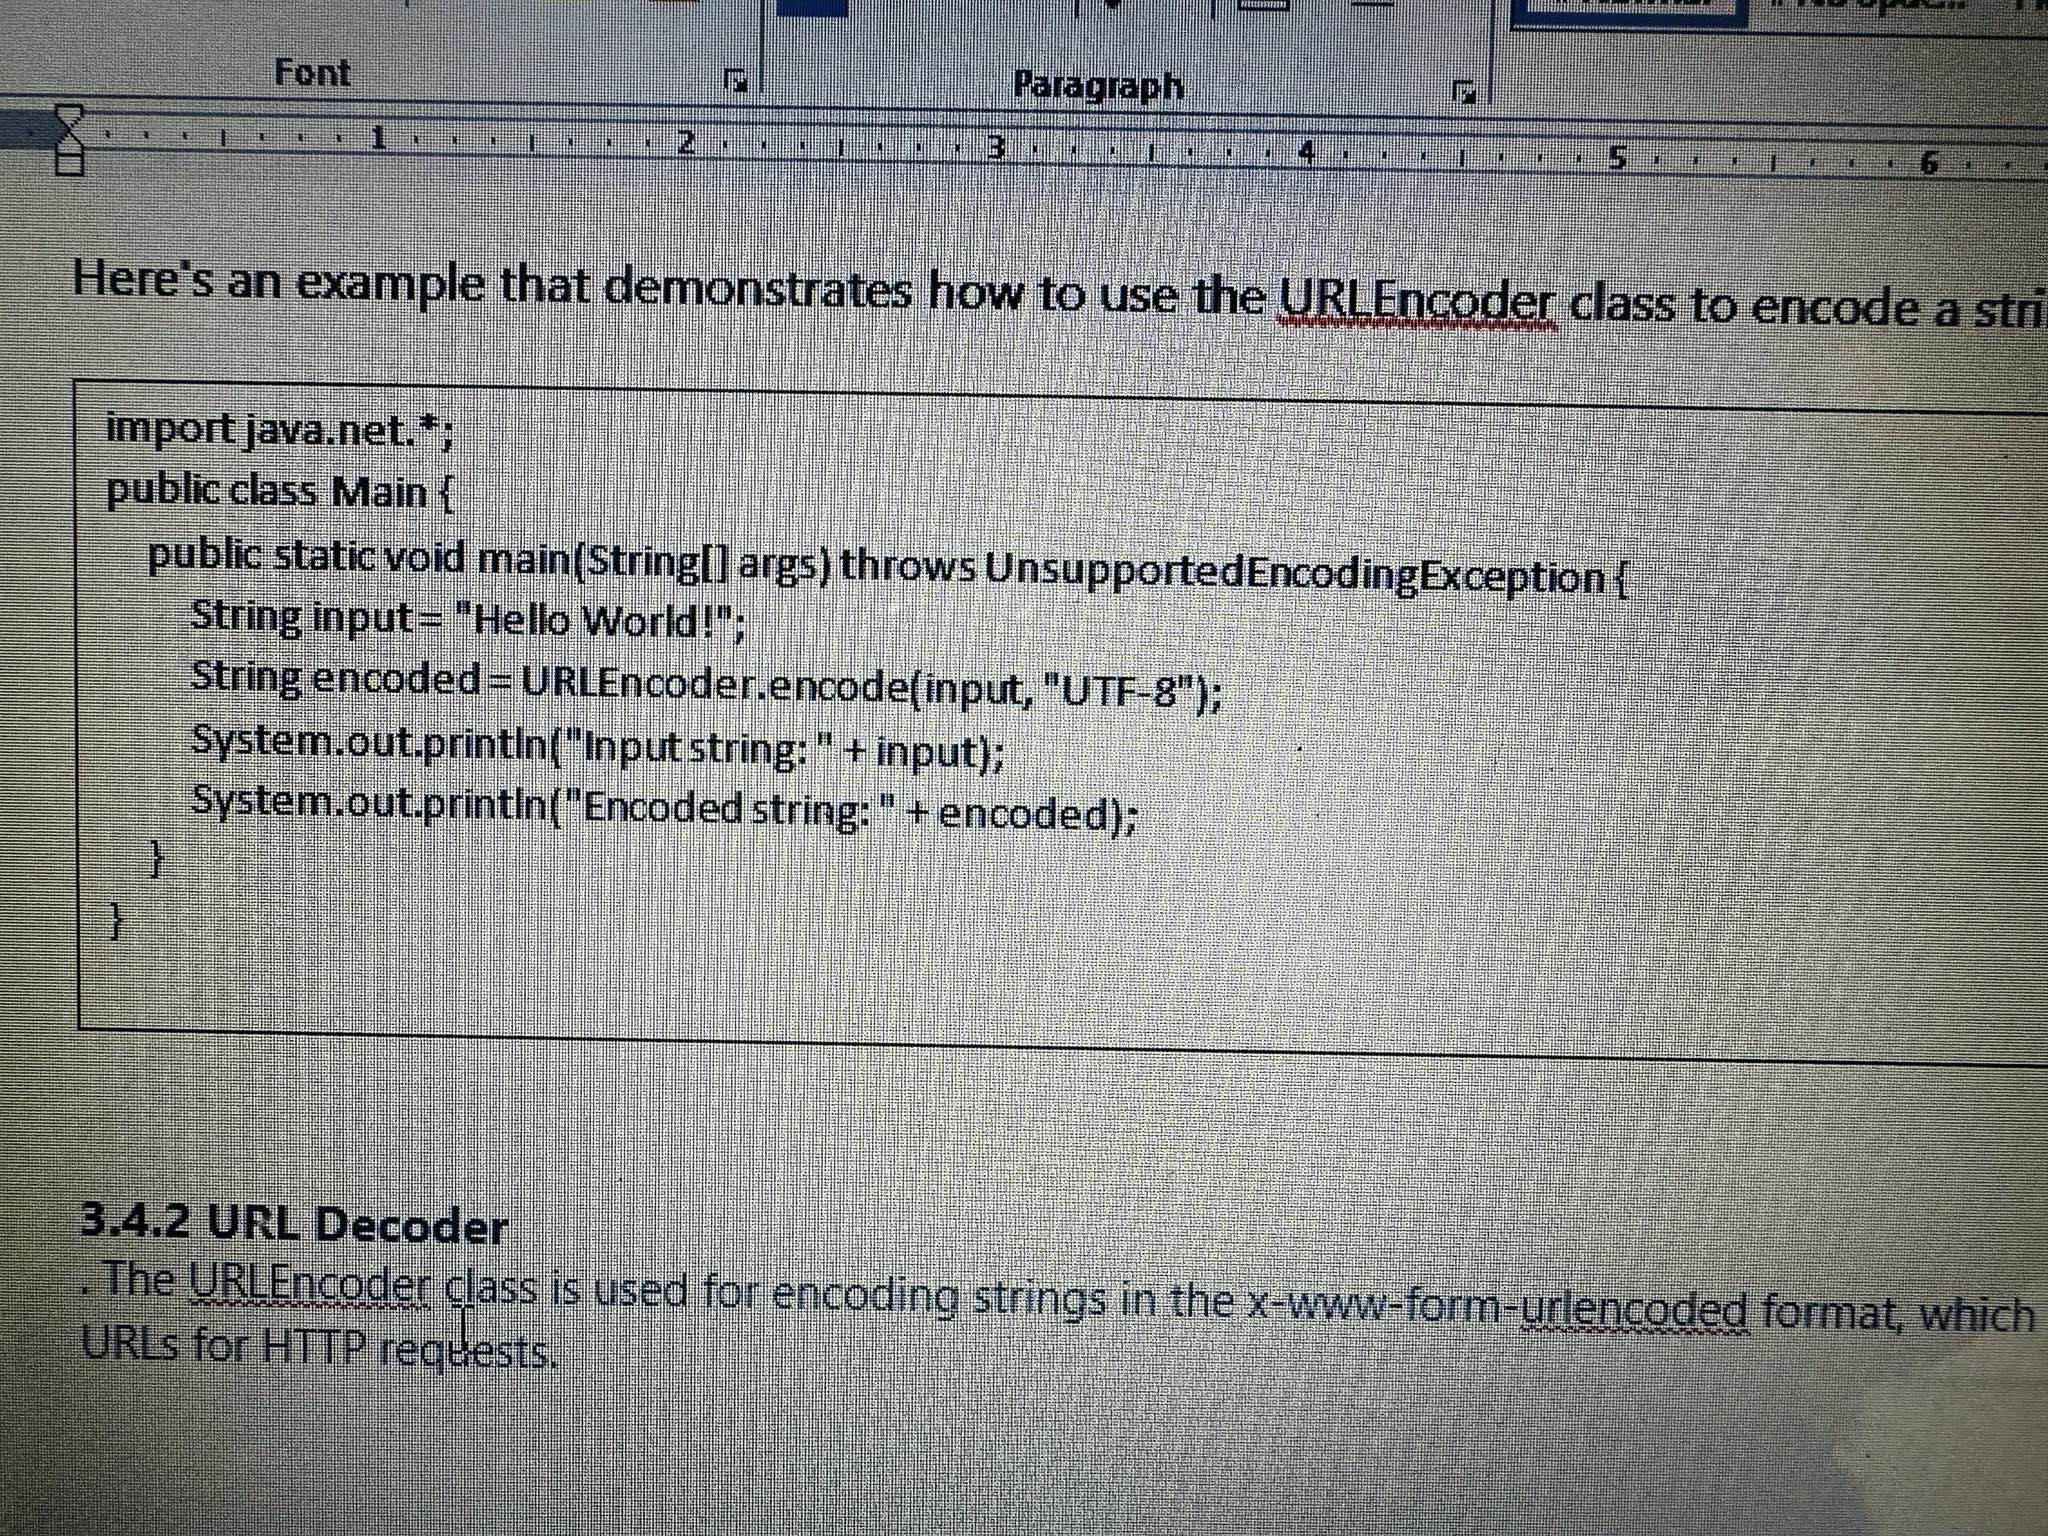 Font
Paragraph
1 2 3 4 5 6
Here's an example that demonstrates how to use the URLEncoder class to encode a
import java.net.*;
public class Main {
public static void main(String[] args) throws UnsupportedEncodingException {
String input = "Hello World!";
String encoded = URLEncoder.encode(input, "UTF-8");
System.out.println("Input string: " + input);
System.out.println("Encoded string: " + encoded);
}
}
3.4.2 URL Decoder
. The URLEncoder class is used for encoding strings in the x-www-form-urlencoded format, which
URLs for HTTP requests.